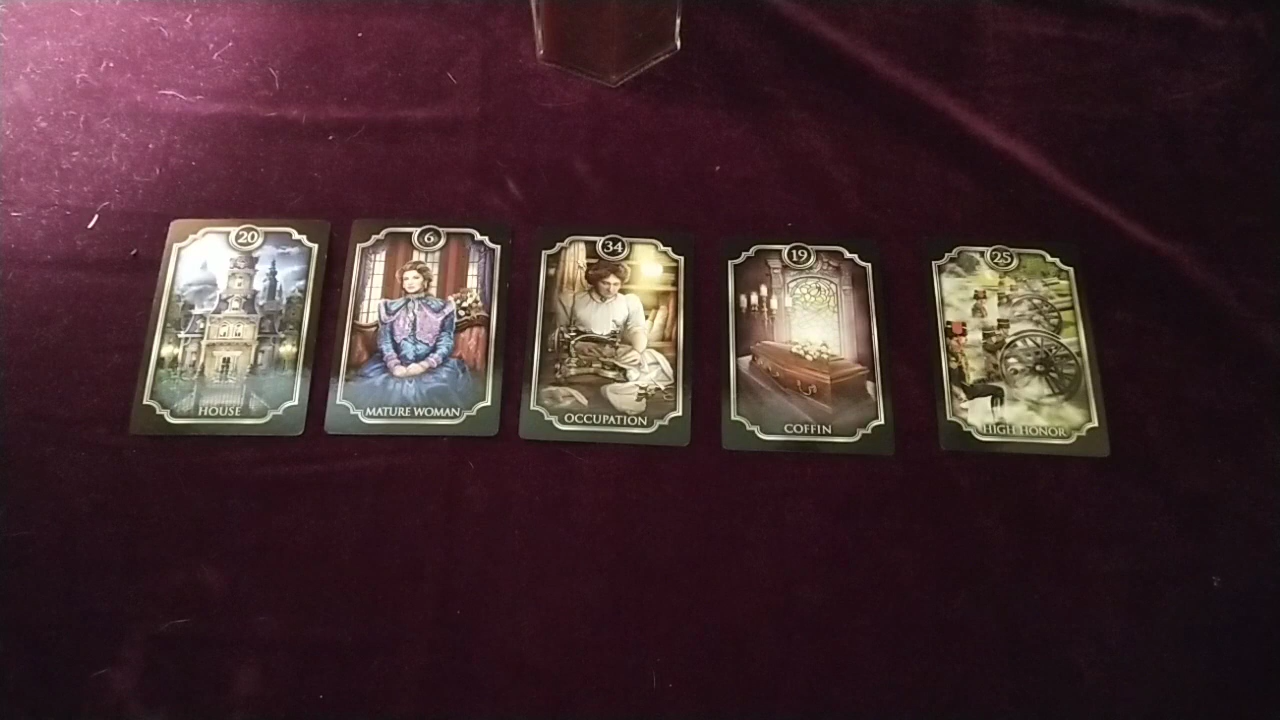 20
HOUSE
6
MATURE WOMAN
34
OCCUPATION
19
COFFIN
25
HIGH HONOR